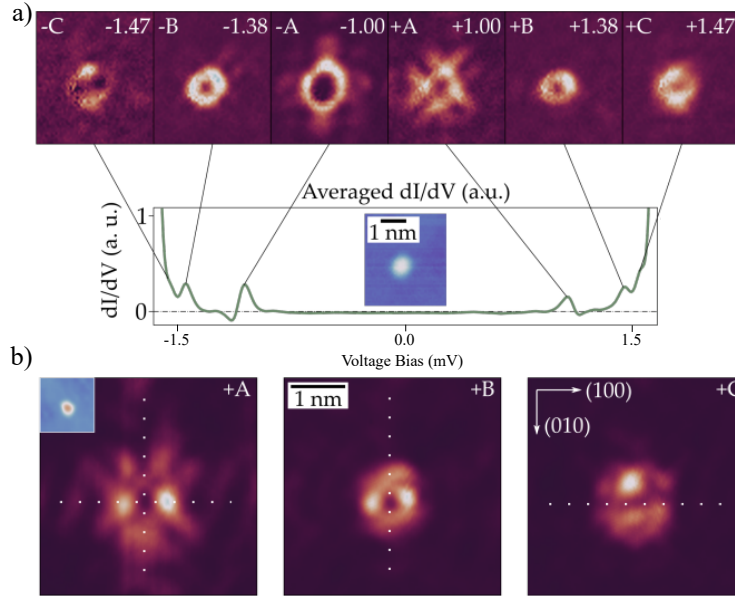 a)
-C -1.47
-B -1.38
-A -1.00
+A +1.00
+B +1.38
+C +1.47
Averaged dI/dV (a.u.)
dI/dV (a. u.)
1
0
1 nm
-1.5 0.0 1.5
Voltage Bias (mV)
b)
+A
1 nm
+B
(100)
(010)
+C